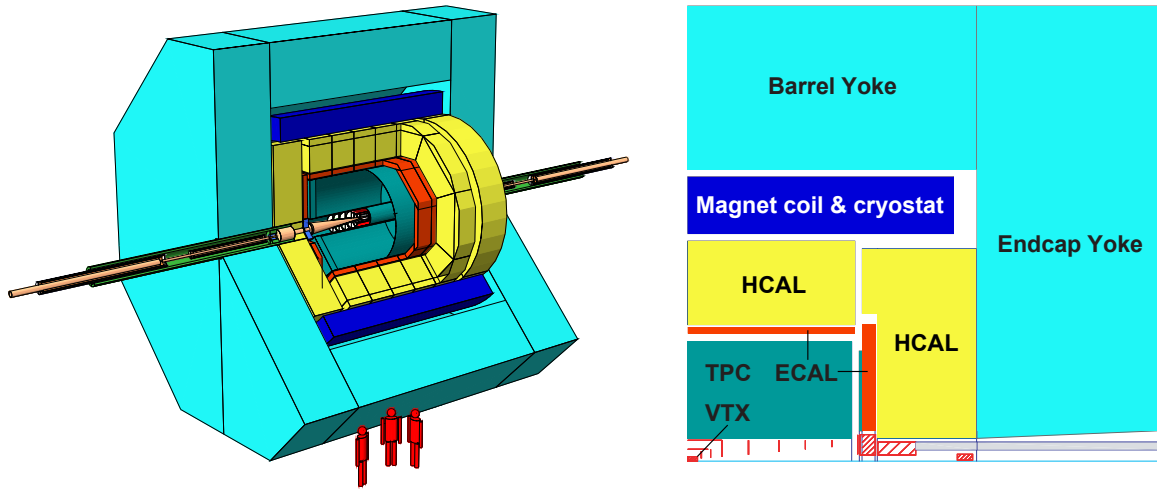 Barrel Yoke
Magnet coil & cryostat
Endcap Yoke
HCAL
HCAL
TPC
ECAL
VTX